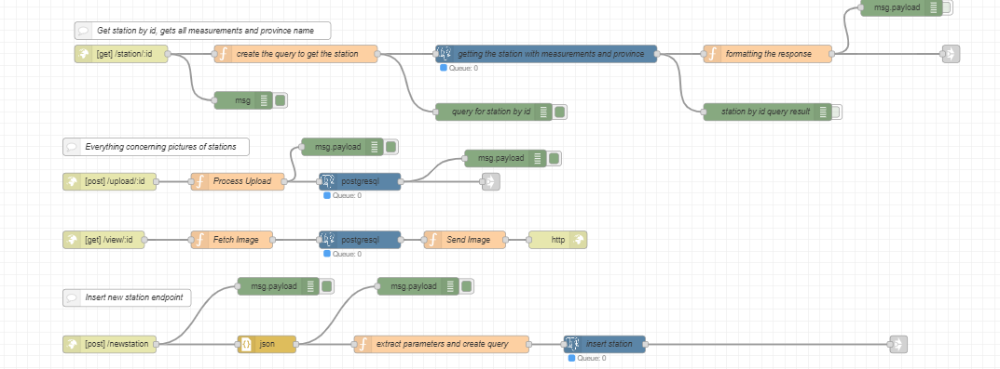 msg.payload
Get station by id, gets all measurements and province name
[get] /station/:id
create the query to get the station
getting the station with measurements and province
formatting the response
Queue: 0
msg
query for station by id
station by id query result
Everything concerning pictures of stations
msg.payload
msg.payload
[post] /upload/:id
Process Upload
postgresql
Queue: 0
[get] /view/:id
Fetch Image
postgresql
Send Image
http
Queue: 0
msg.payload
msg.payload
Insert new station endpoint
[post] /newstation
json
extract parameters and create query
insert station
Queue: 0